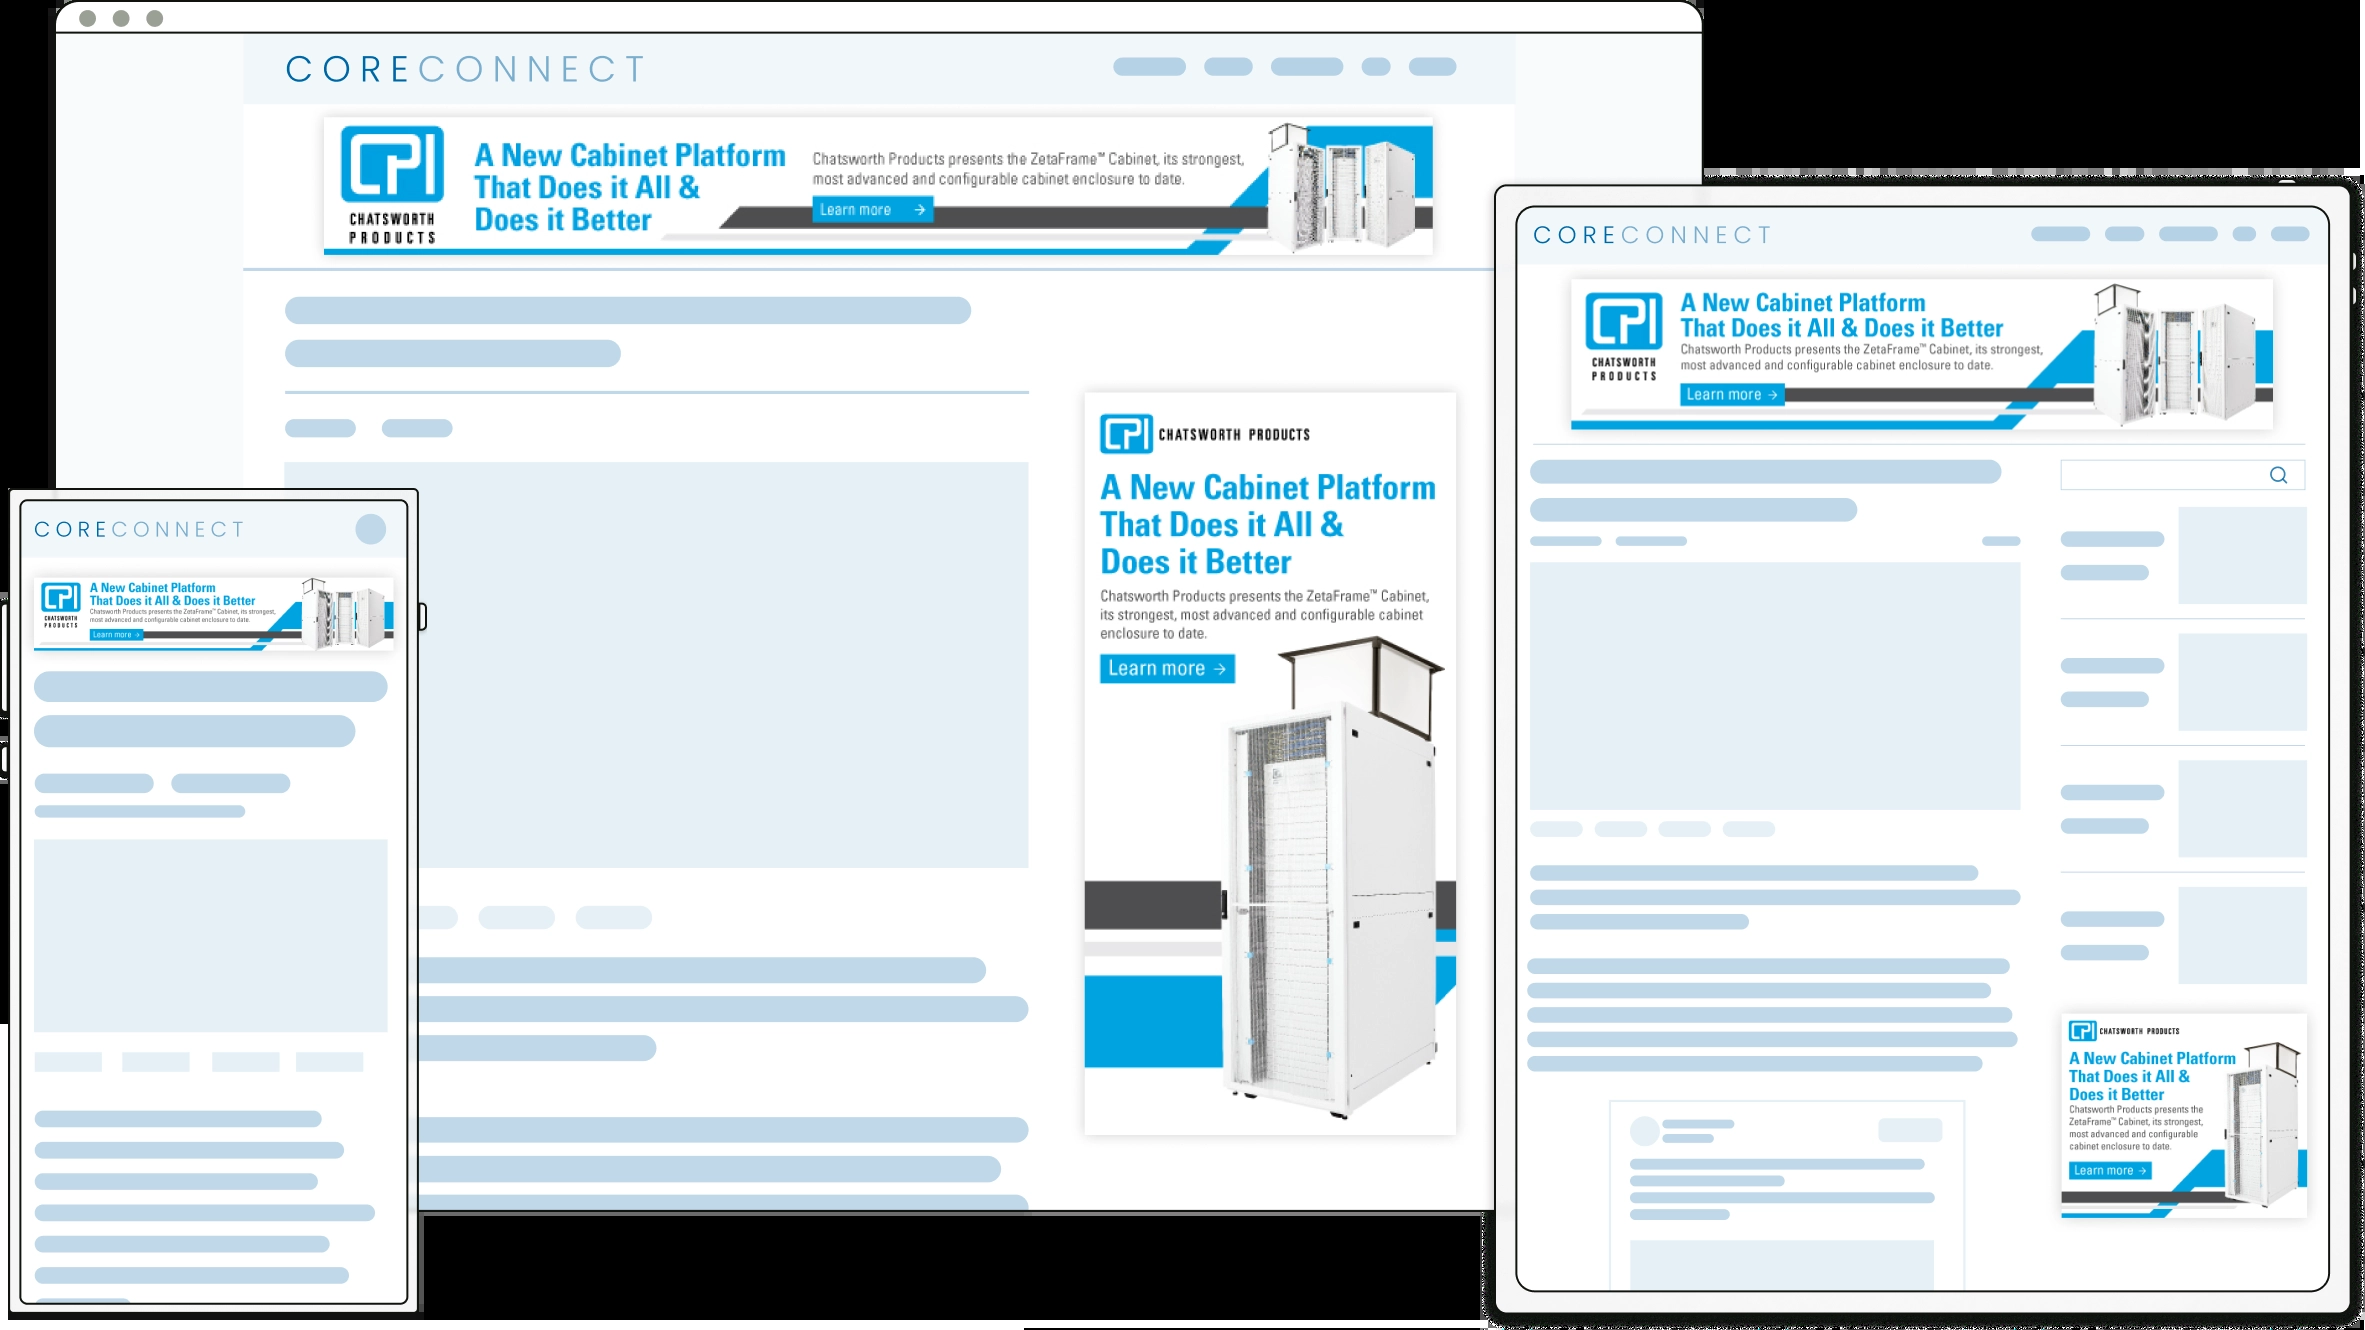 CORECONNECT
CPI
CHATSWORTH
PRODUCTS
A New Cabinet Platform
That Does it All &
Does it Better
Chatsworth Products presents the ZetaFrame™ Cabinet, its strongest,
most advanced and configurable cabinet enclosure to date.
Learn more →
CPI CHATSWORTH PRODUCTS
A New Cabinet Platform
That Does it All &
Does it Better
Chatsworth Products presents the ZetaFrame™ Cabinet,
its strongest, most advanced and configurable cabinet
enclosure to date.
Learn more →
CORECONNECT
CPI
CHATSWORTH
PRODUCTS
A New Cabinet Platform
That Does it All & Does it Better
Chatsworth Products presents the ZetaFrame™ Cabinet, its strongest,
most advanced and configurable cabinet enclosure to date.
Learn more →
CORECONNECT
CPI
CHATSWORTH
PRODUCTS
A New Cabinet Platform
That Does it All & Does it Better
Chatsworth Products presents the ZetaFrame™ Cabinet, its strongest,
most advanced and configurable cabinet enclosure to date.
Learn more →
CPI CHATSWORTH PRODUCTS
A New Cabinet Platform
That Does it All &
Does it Better
Chatsworth Products presents the
ZetaFrame™ Cabinet, its strongest,
most advanced and configurable
cabinet enclosure to date.
Learn more →